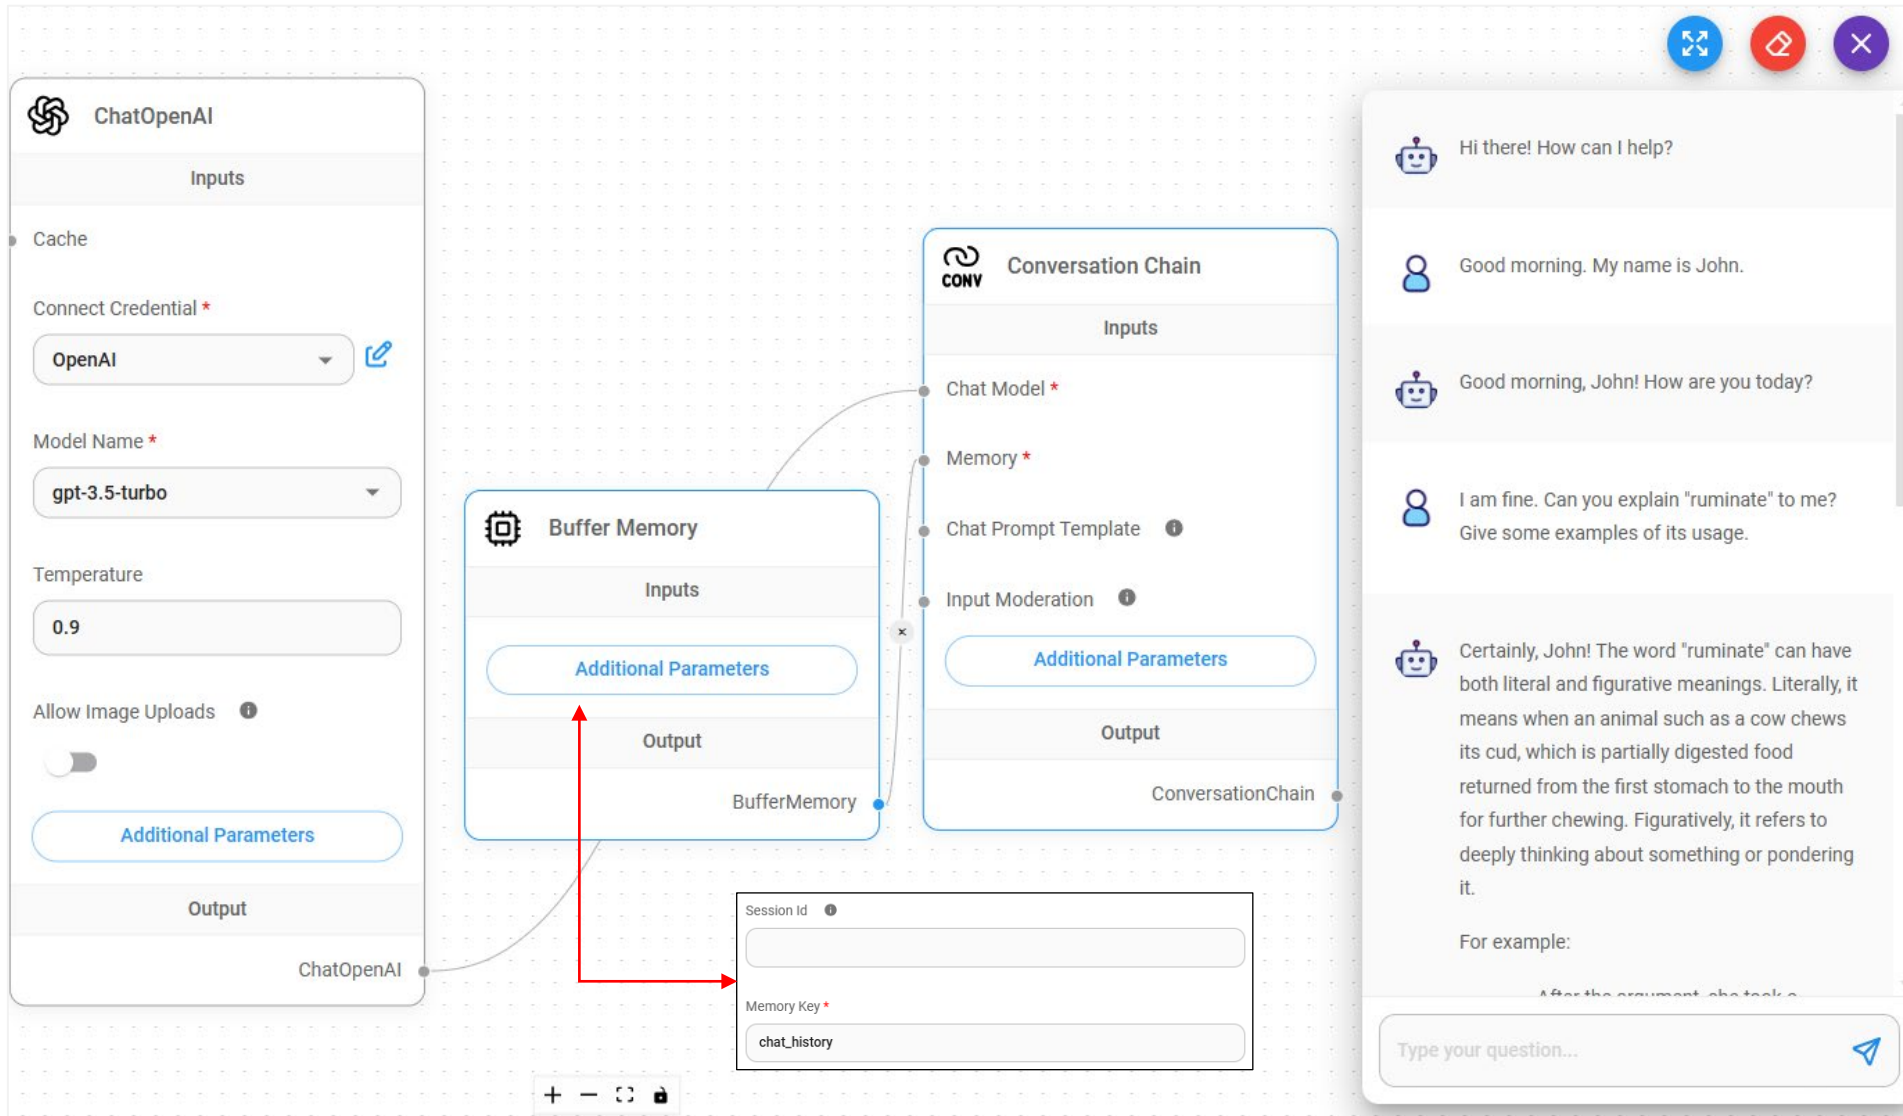 ChatOpenAI
Inputs
Cache
Connect Credential *
OpenAI
Model Name *
gpt-3.5-turbo
Temperature
0.9
Allow Image Uploads
Additional Parameters
Output
ChatOpenAI
Buffer Memory
Inputs
Additional Parameters
Output
BufferMemory
Session Id
Memory Key *
chat_history
CONV
Conversation Chain
Inputs
Chat Model *
Memory *
Chat Prompt Template
Input Moderation
Additional Parameters
Output
ConversationChain
Hi there! How can I help?
Good morning. My name is John.
Good morning, John! How are you today?
I am fine. Can you explain "ruminate" to me?
Give some examples of its usage.
Certainly, John! The word "ruminate" can have
both literal and figurative meanings. Literally, it
means when an animal such as a cow chews
its cud, which is partially digested food
returned from the first stomach to the mouth
for further chewing. Figuratively, it refers to
deeply thinking about something or pondering
it.
For example:
After the argument, she took a
Type your question...